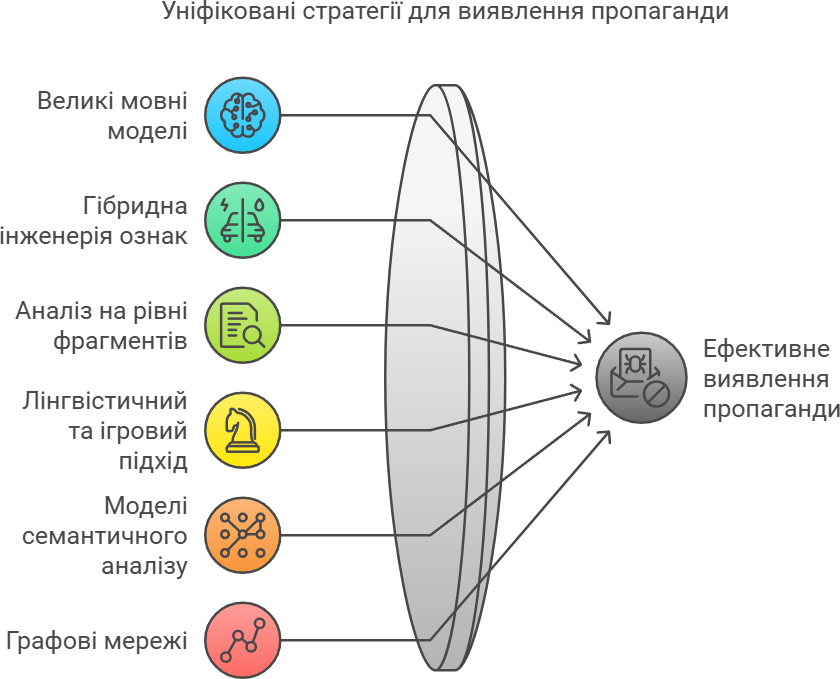 Уніфіковані стратегії для виявлення пропаганди
Великі мовні
моделі
Гібридна
інженерія ознак
Аналіз на рівні
фрагментів
Лінгвістичний
та ігровий
підхід
Моделі
семантичного
аналізу
Графові мережі
Ефективне
виявлення
пропаганди